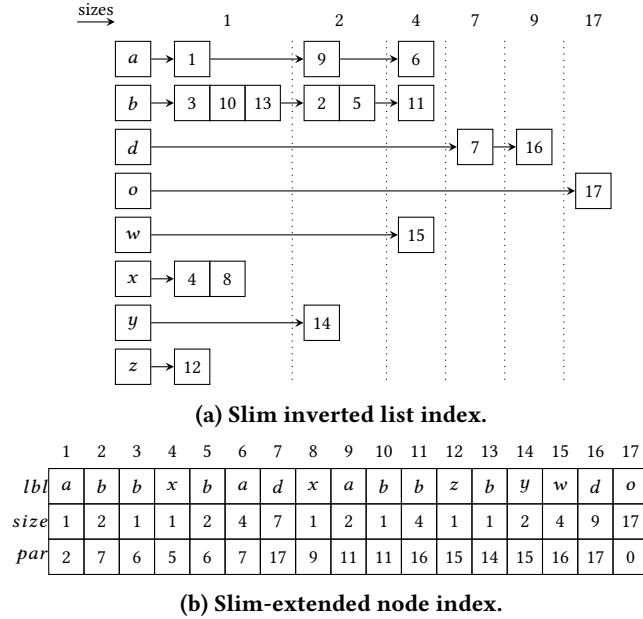 sizes
1 2 4 7 9 17
a 1 9 6
b 3 10 13 2 5 11
d 7 16
o 17
w 15
x 4 8
y 14
z 12
(a) Slim inverted list index.
1 2 3 4 5 6 7 8 9 10 11 12 13 14 15 16 17
lbl a b b x b a d x a b b z b y w d o
size 1 2 1 1 2 4 7 1 2 1 4 1 1 2 4 9 17
par 2 7 6 5 6 7 17 9 11 11 16 15 14 15 16 17 0
(b) Slim-extended node index.